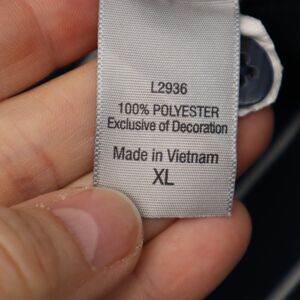 L2936
100% POLYESTER
Exclusive of Decoration
Made in Vietnam
XL